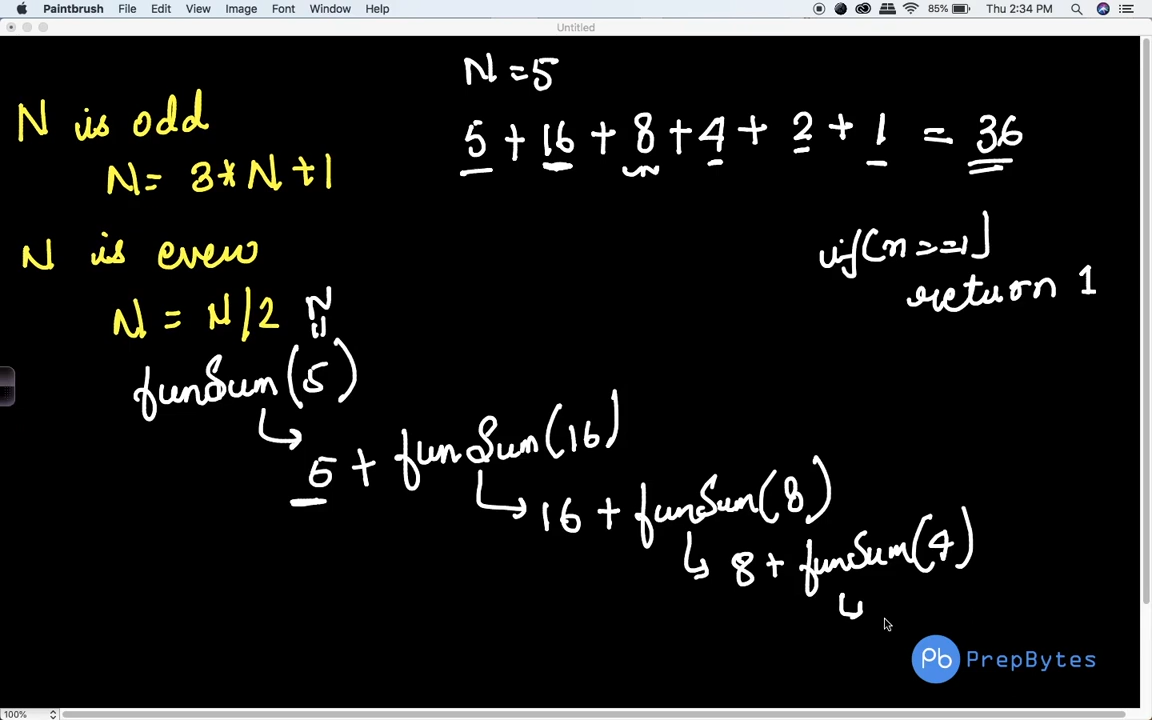 Paintbrush File Edit View Image Font Window Help 85% Thu 2:34 PM
Untitled
N = 5
N is odd
N = 3 * N + 1
5 + 16 + 8 + 4 + 2 + 1 = 36
N is even
N = N/2
if(n==1)
return 1
N
funSum(5)
5 + funSum(16)
16 + funSum(8)
8 + funSum(4)
Pb PrepBytes
100%